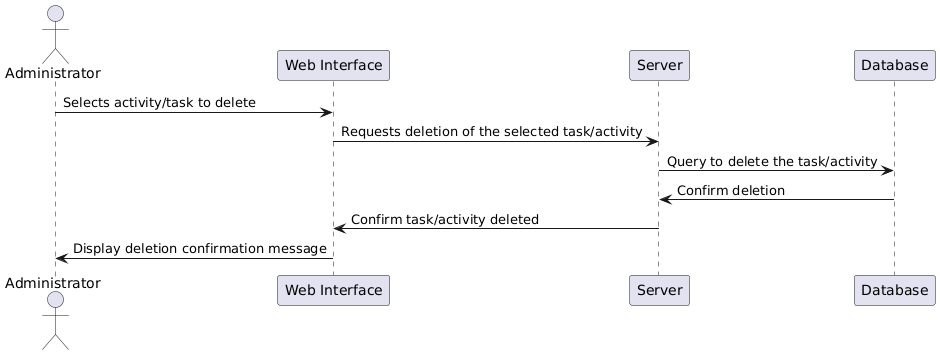 Administrator
Web Interface
Server
Database
Selects activity/task to delete
Requests deletion of the selected task/activity
Query to delete the task/activity
Confirm deletion
Confirm task/activity deleted
Display deletion confirmation message
Administrator
Web Interface
Server
Database